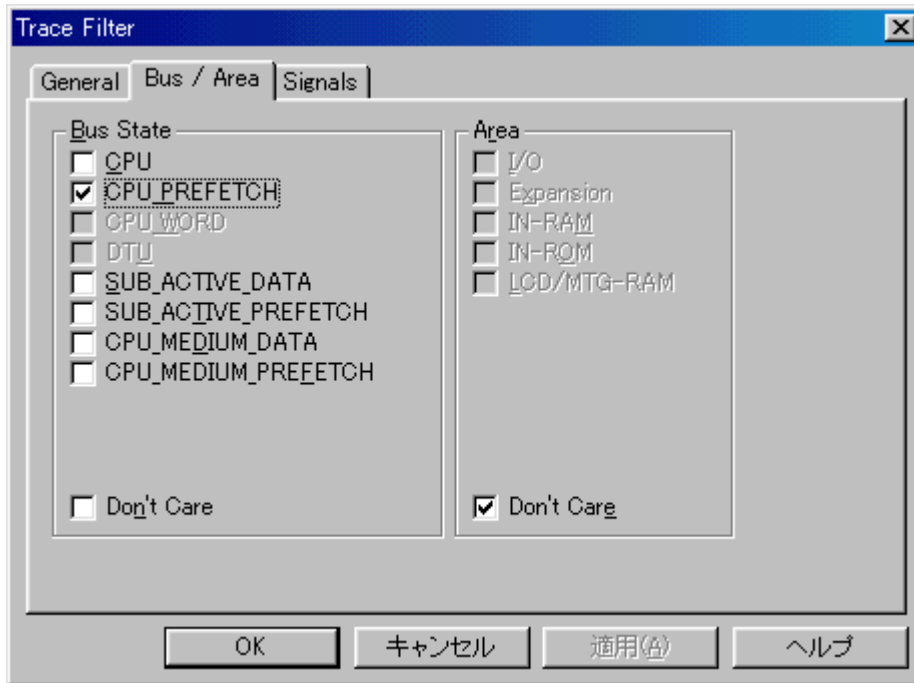 Trace Filter
General
Bus / Area
Signals
Bus State
CPU
CPU_PREFETCH
CPU_WORD
DTU
SUB_ACTIVE_DATA
SUB_ACTIVE_PREFETCH
CPU_MEDIUM_DATA
CPU_MEDIUM_PREFETCH
Don't Care
Area
I/O
Expansion
IN-RAM
IN-ROM
LCD/MTG-RAM
Don't Care
OK
キャンセル
適用(A)
ヘルプ